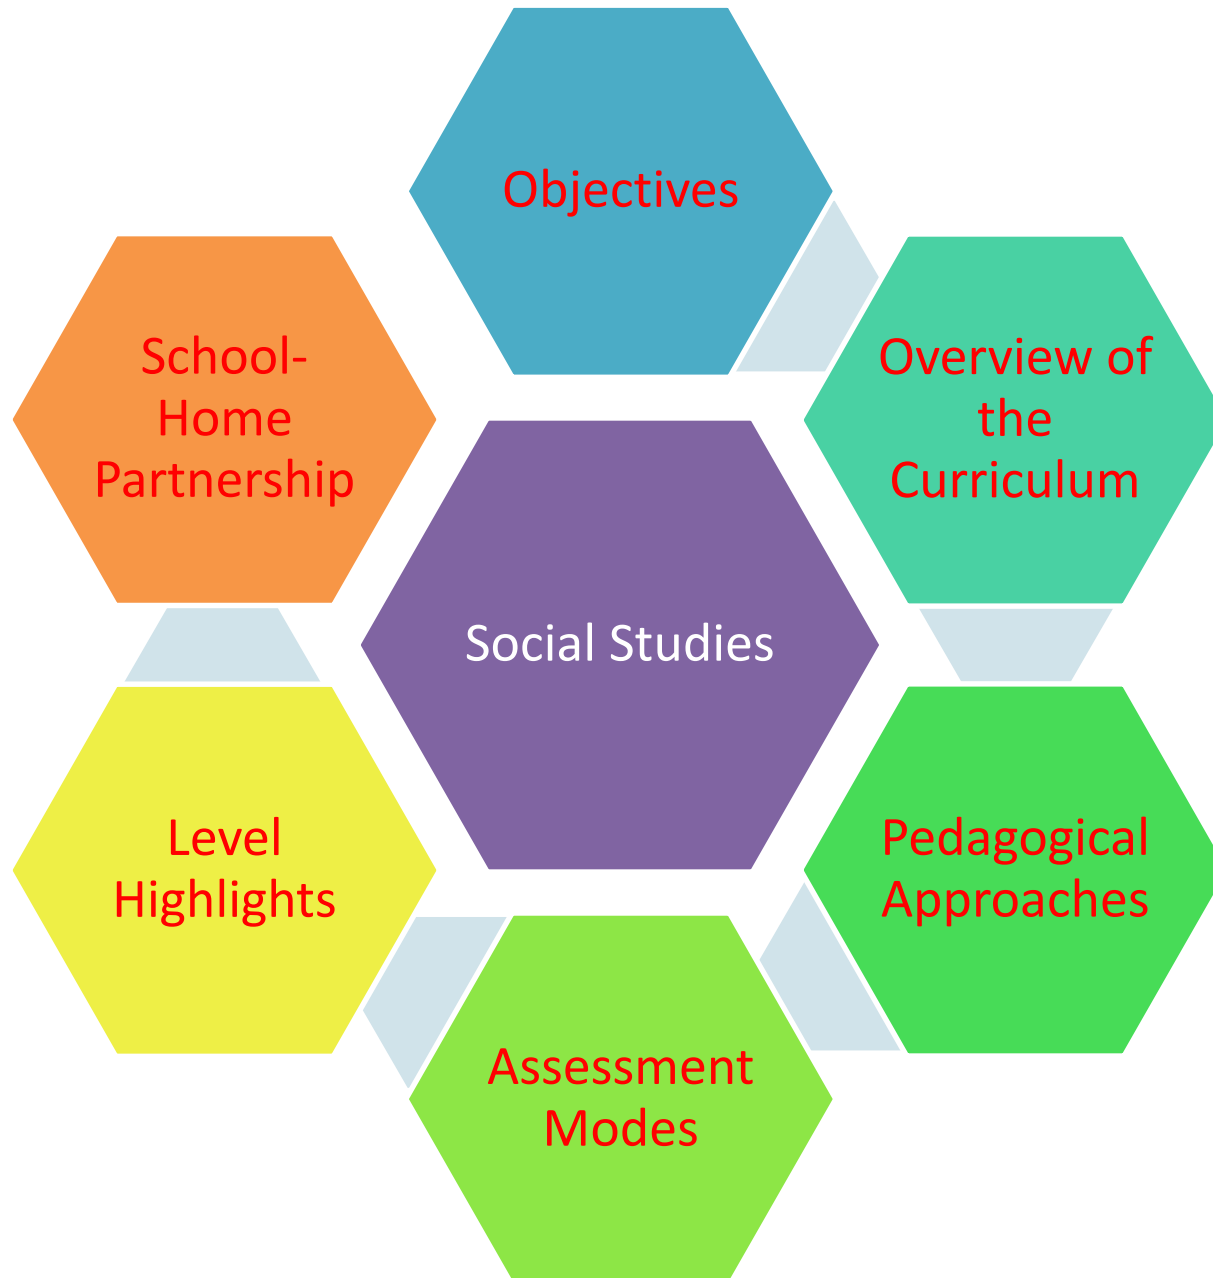 Objectives
Overview of
the
Curriculum
Pedagogical
Approaches
Assessment
Modes
Level
Highlights
School-
Home
Partnership
Social Studies